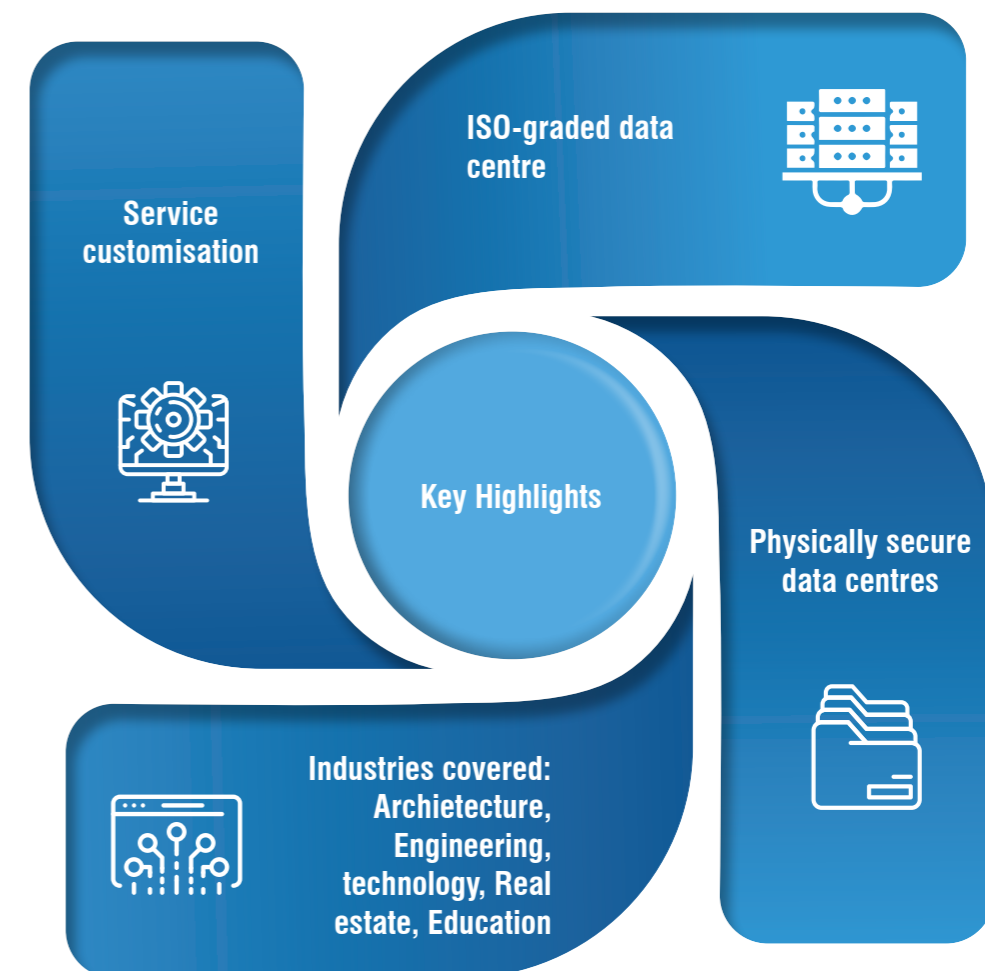 ISO-graded data
centre
Service
customisation
Key Highlights
Physically secure
data centres
Industries covered:
Archietecture,
Engineering,
technology, Real
estate, Education